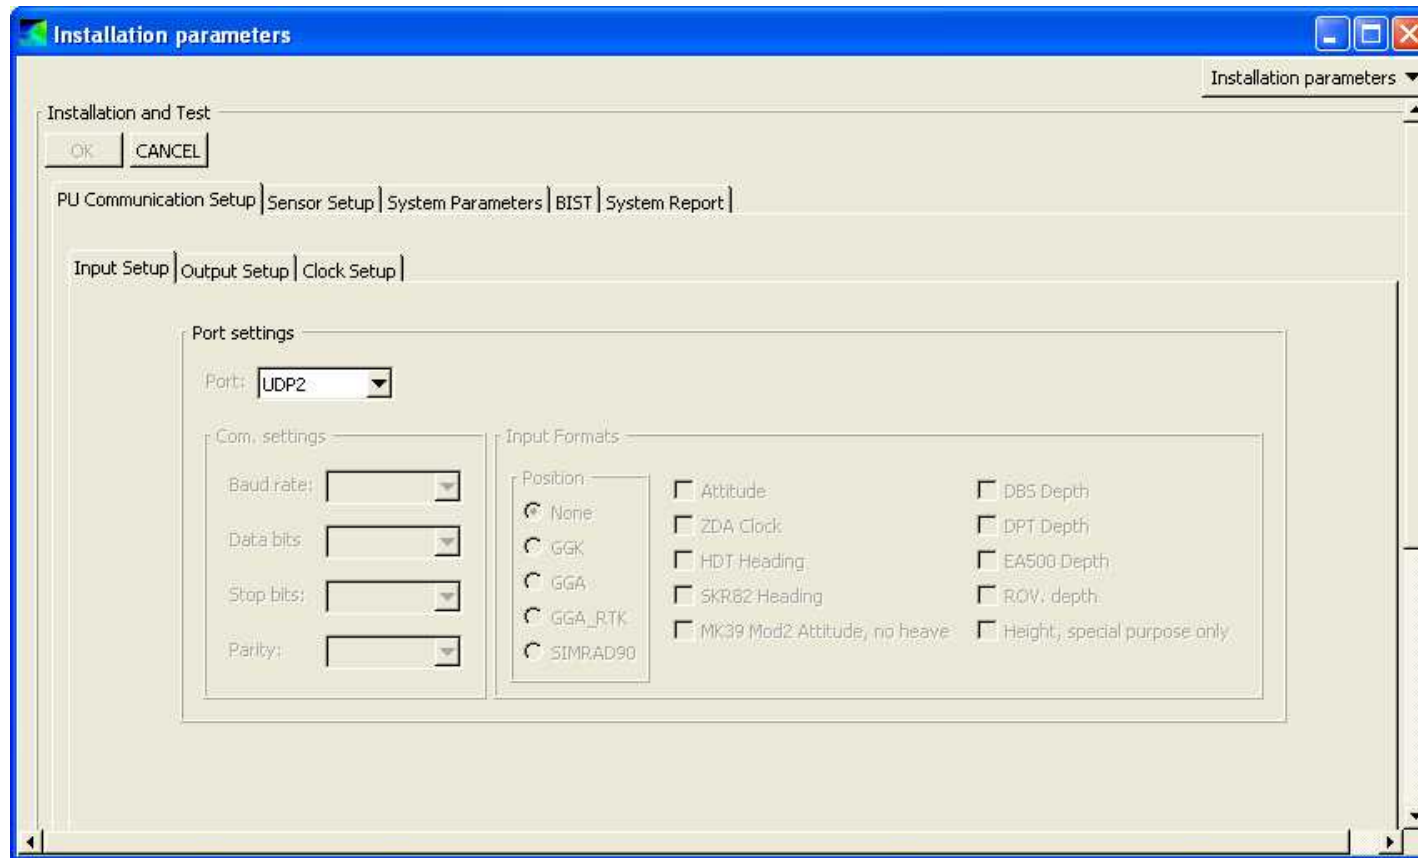 Installation parameters
Installation parameters
Installation and Test
OK CANCEL
PU Communication Setup Sensor Setup System Parameters BIST System Report
Input Setup Output Setup Clock Setup
Port settings
Port: UDP2
Com. settings Input Formats
Baud rate: Position Attitude DBS Depth
None
Data bits GGK ZDA Clock DPT Depth
GGA HDT Heading EA500 Depth
Stop bits: GGA_RTK SKR82 Heading ROV. depth
Parity: SIMRAD90 MK39 Mod2 Attitude, no heave Height, special purpose only